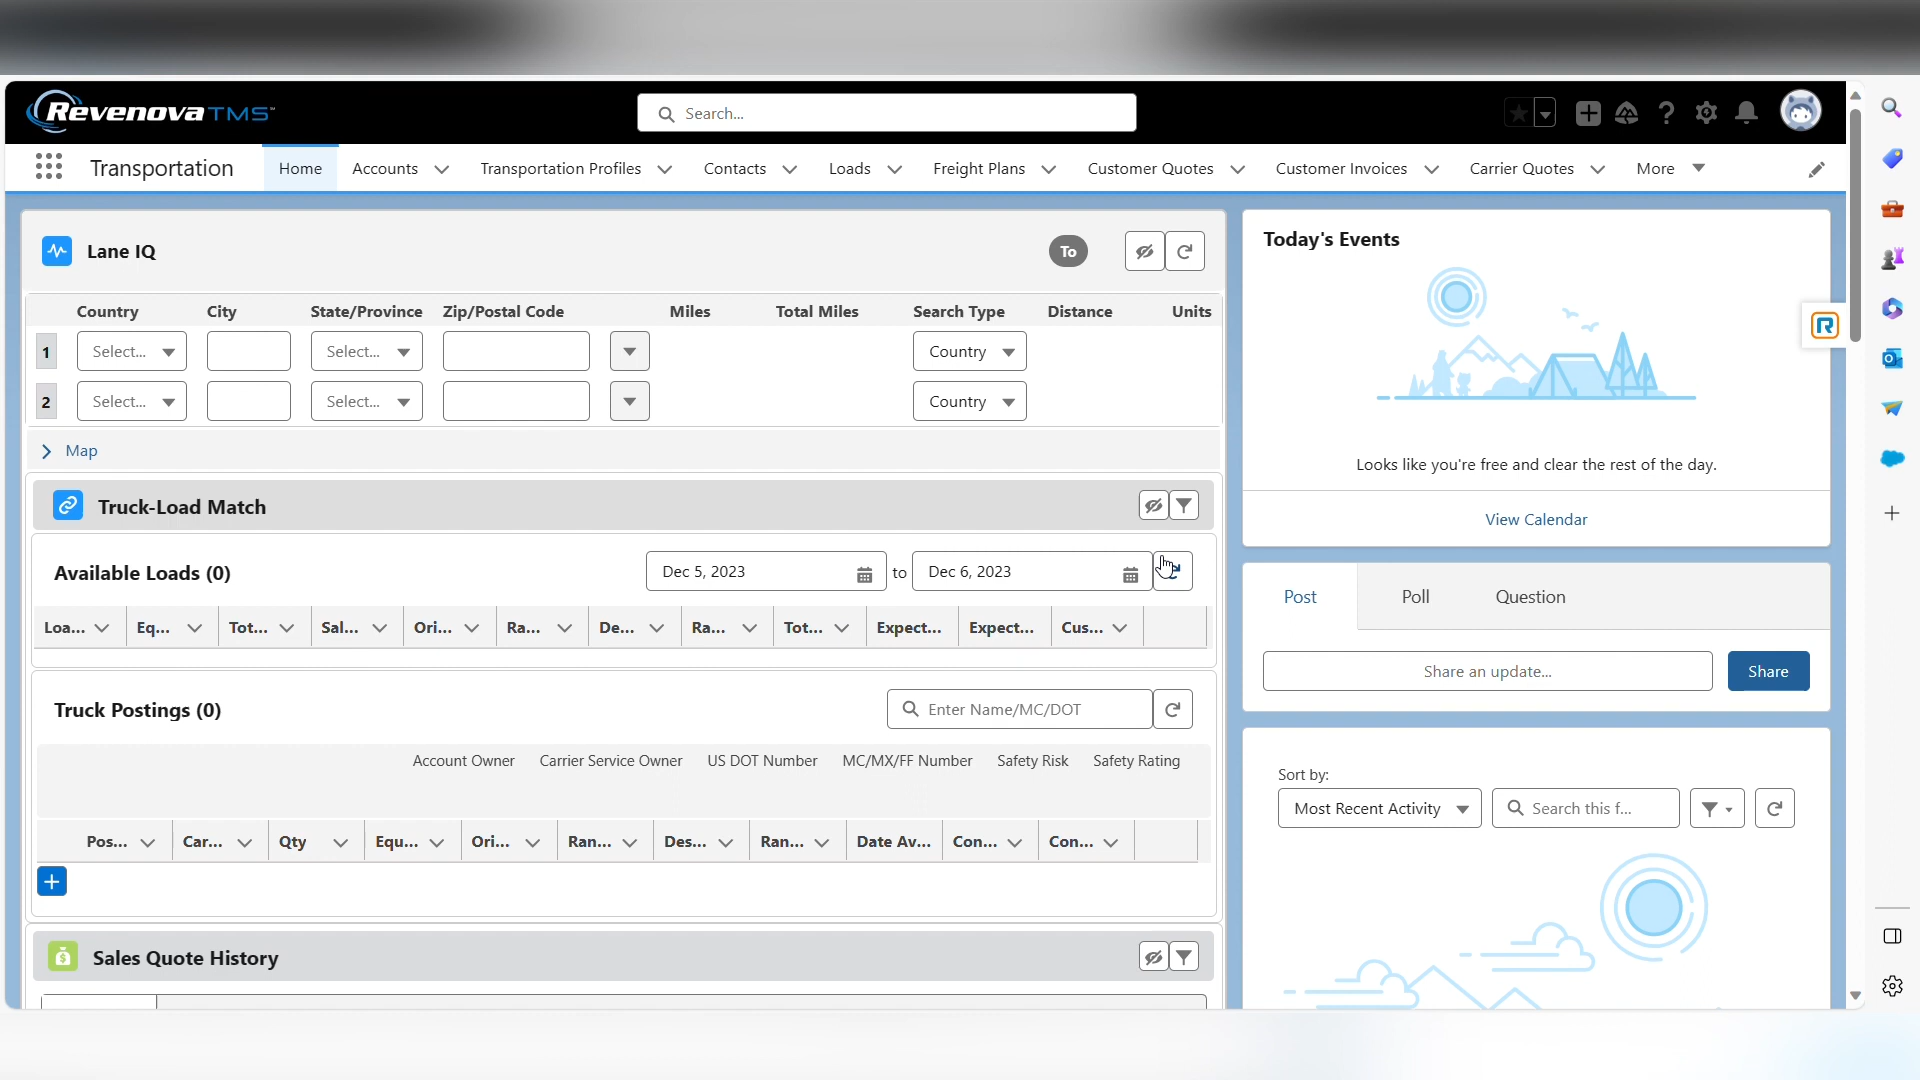 Revenova TMS™
Search...
Transportation
Home
Accounts
Transportation Profiles
Contacts
Loads
Freight Plans
Customer Quotes
Customer Invoices
Carrier Quotes
More
Lane IQ
To
Country City State/Province Zip/Postal Code Miles Total Miles Search Type Distance Units
1 Select... Select... Country
2 Select... Select... Country
Map
Truck-Load Match
Available Loads (0)
Dec 5, 2023 to Dec 6, 2023
Loa... Eq... Tot... Sal... Ori... Ra... De... Ra... Tot... Expect... Expect... Cus...
Truck Postings (0)
Enter Name/MC/DOT
Account Owner Carrier Service Owner US DOT Number MC/MX/FF Number Safety Risk Safety Rating
Pos... Car... Qty Equ... Ori... Ran... Des... Ran... Date Av... Con... Con...
Sales Quote History
Today's Events
Looks like you're free and clear the rest of the day.
View Calendar
Post Poll Question
Share an update... Share
Sort by:
Most Recent Activity
Search this f...